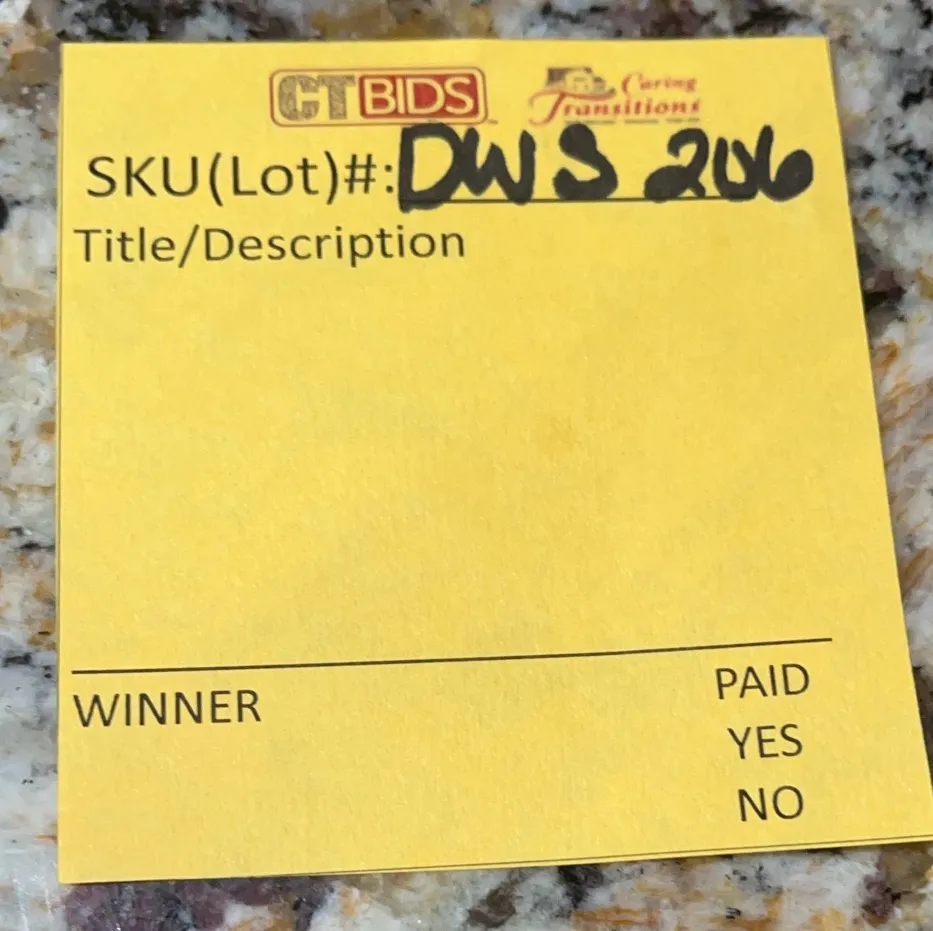 CTBIDS Caring Transitions
SKU(Lot)#: DWS 206
Title/Description
WINNER PAID
YES
NO